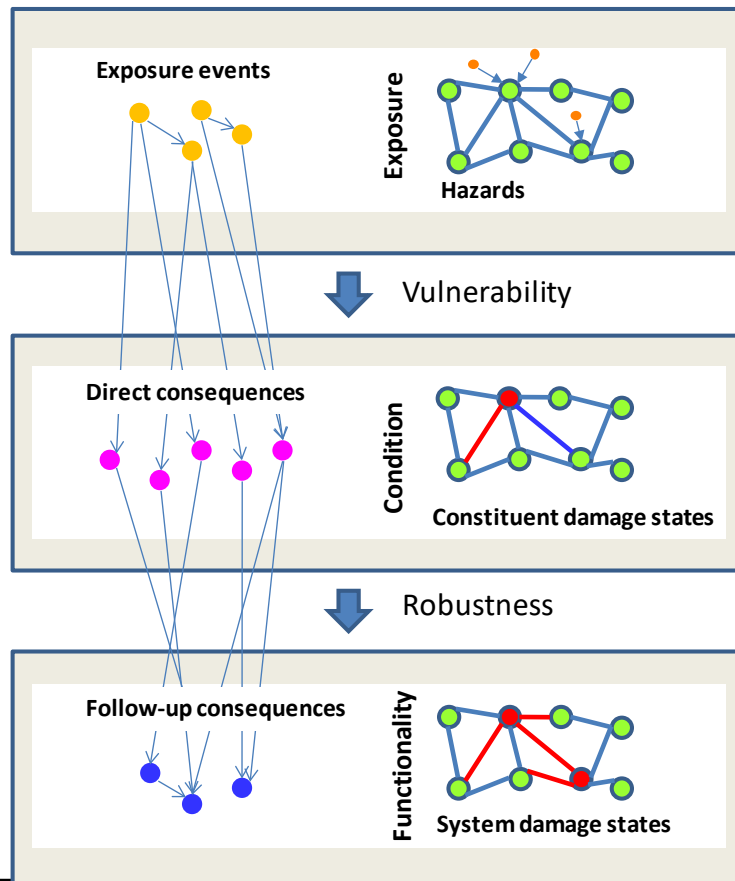 Exposure events
Exposure
Hazards
Vulnerability
Direct consequences
Condition
Constituent damage states
Robustness
Follow-up consequences
Functionality
System damage states